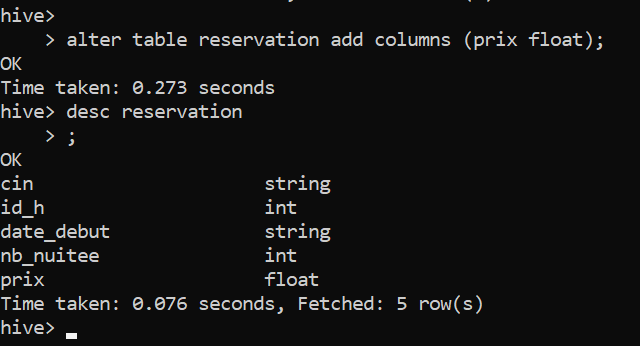 hive>
    > alter table reservation add columns (prix float);
OK
Time taken: 0.273 seconds
hive> desc reservation
    > ;
OK
cin                     string
id_h                    int
date_debut              string
nb_nuitee               int
prix                    float
Time taken: 0.076 seconds, Fetched: 5 row(s)
hive>